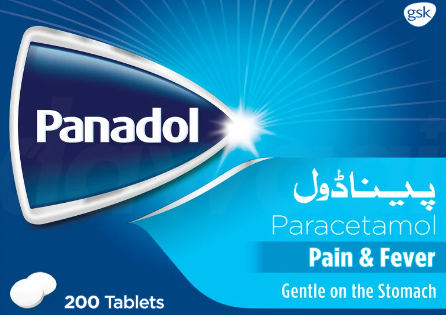 gsk
Panadol
پیناڈول
Paracetamol
Pain & Fever
Gentle on the Stomach
200 Tablets